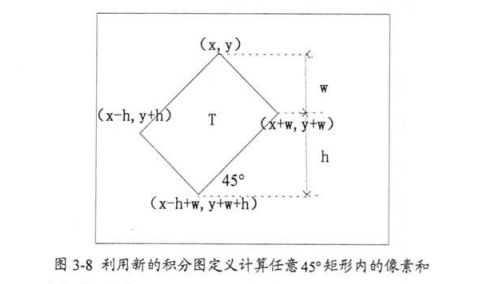 (x,y)
w
(x-h,y+h)
T
(x+w,y+w)
h
45°
(x-h+w,y+w+h)
图 3-8 利用新的积分图定义计算任意45°矩形内的像素和